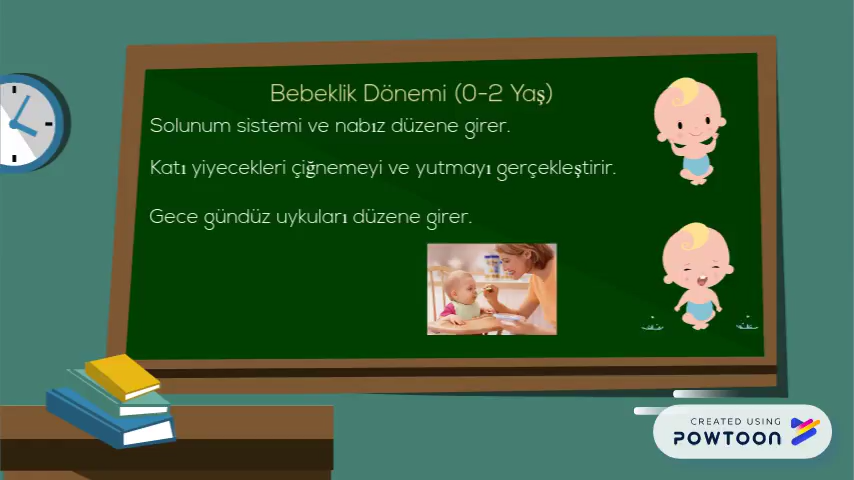 Bebeklik Dönemi (0-2 Yaş)
Solunum sistemi ve nabız düzene girer.
Katı yiyecekleri çiğnemeyi ve yutmayı gerçekleştirir.
Gece gündüz uykuları düzene girer.
CREATED USING
POWTOON